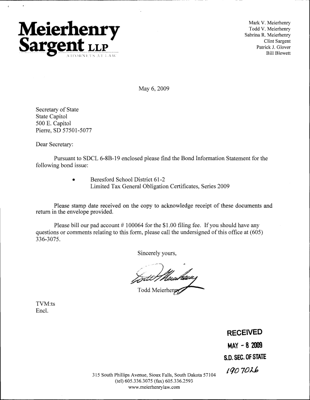 Meierhenry
Sargent LLP
ATTORNEYS AT LAW
Mark V. Meierhenry
Todd V. Meierhenry
Sabrina R. Meierhenry
Clint Sargent
Patrick J. Glover
Bill Blewett
May 6, 2009
Secretary of State
State Capitol
500 E. Capitol
Pierre, SD 57501-5077
Dear Secretary:
Pursuant to SDCL 6-8B-19 enclosed please find the Bond Information Statement for the
following bond issue:
• Beresford School District 61-2
Limited Tax General Obligation Certificates, Series 2009
Please stamp date received on the copy to acknowledge receipt of these documents and
return in the envelope provided.
Please bill our pad account # 100064 for the $1.00 filing fee. If you should have any
questions or comments relating to this form, please call the undersigned of this office at (605)
336-3075.
Sincerely yours,
Todd Meierhenry
TVM:ts
Encl.
RECEIVED
MAY - 8 2009
S.D. SEC. OF STATE
1907026
315 South Phillips Avenue, Sioux Falls, South Dakota 57104
(tel) 605.336.3075 (fax) 605.336.2593
www.meierhenrylaw.com